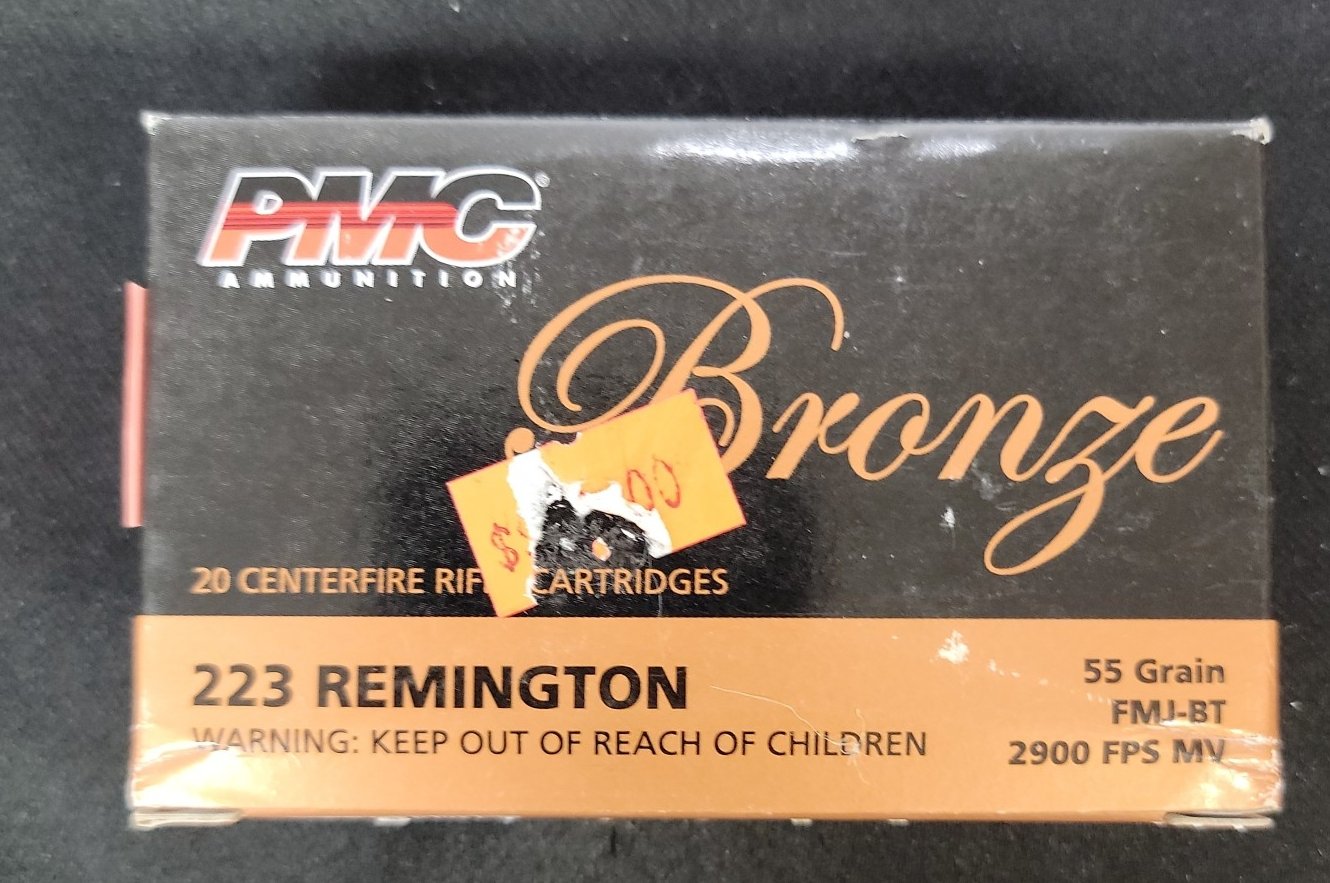 PMC®
AMMUNITION
Bronze
$ 00
20 CENTERFIRE CARTRIDGES
223 REMINGTON
WARNING: KEEP OUT OF REACH OF CHILDREN
55 Grain
FMJ-BT
2900 FPS MV